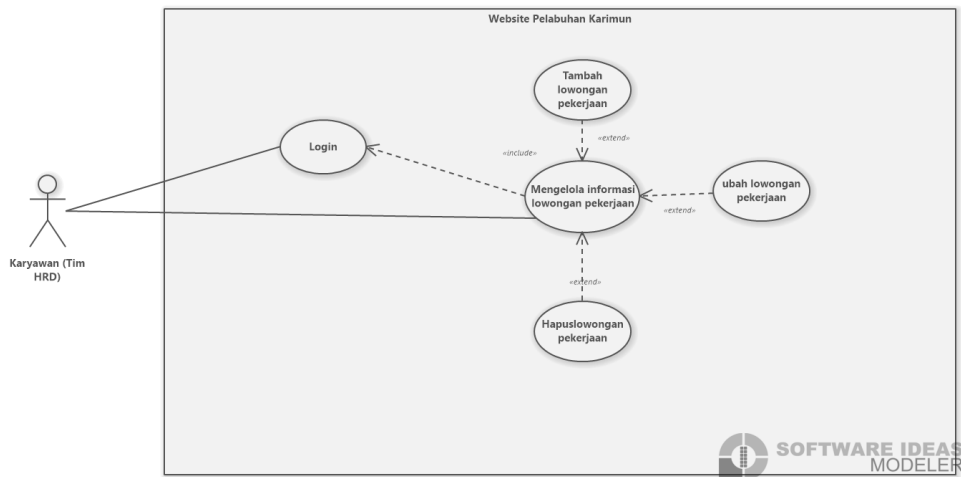 Website Pelabuhan Karimun
Tambah
lowongan
pekerjaan
«extend»
Login
«include»
Mengelola informasi
lowongan pekerjaan
ubah lowongan
pekerjaan
«extend»
Karyawan (Tim
HRD)
«extend»
Hapuslowongan
pekerjaan
SOFTWARE IDEAS
MODELER